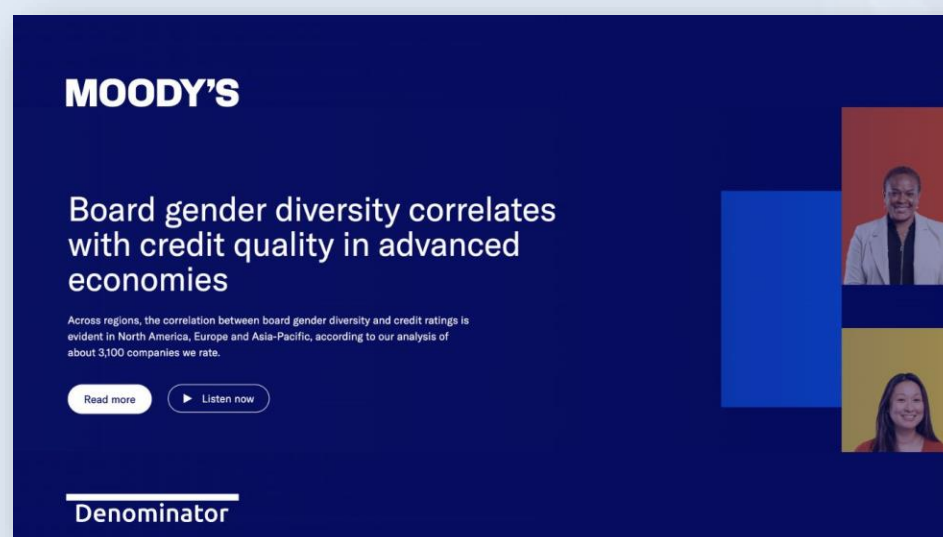 MOODY'S
Board gender diversity correlates
with credit quality in advanced
economies
Across regions, the correlation between board gender diversity and credit ratings is
evident in North America, Europe and Asia-Pacific, according to our analysis of
about 3,100 companies we rate.
Read more
Listen now
Denominator